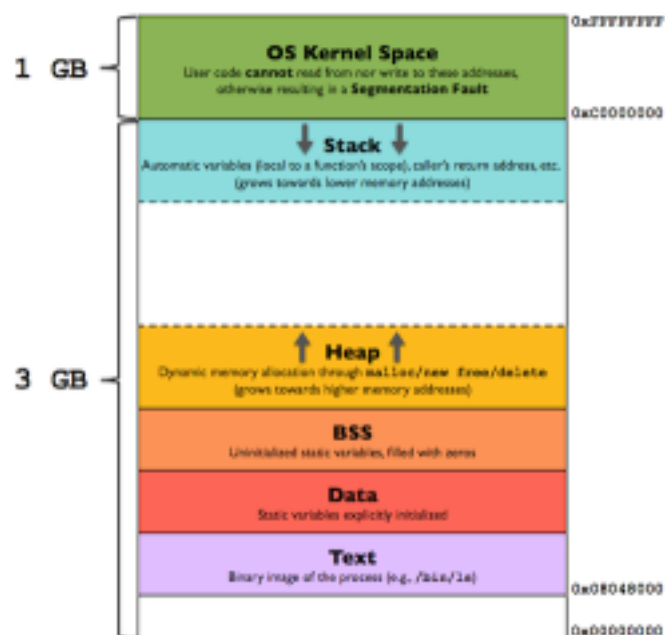 0xFFFFFFFF
OS Kernel Space
1 GB
User code cannot read from nor write to these addresses,
otherwise resulting in a Segmentation Fault
0xC0000000
Stack
Automatic variables (local to a function's scope), caller's return address, etc.
(grows towards lower memory addresses)
Heap
3 GB
Dynamic memory allocation through malloc/new free/delete
(grows towards higher memory addresses)
BSS
Uninitialized static variables, filled with zeros
Data
Static variables explicitly initialized
Text
Binary image of the process (e.g., /bin/ls)
0x08048000
0x00000000